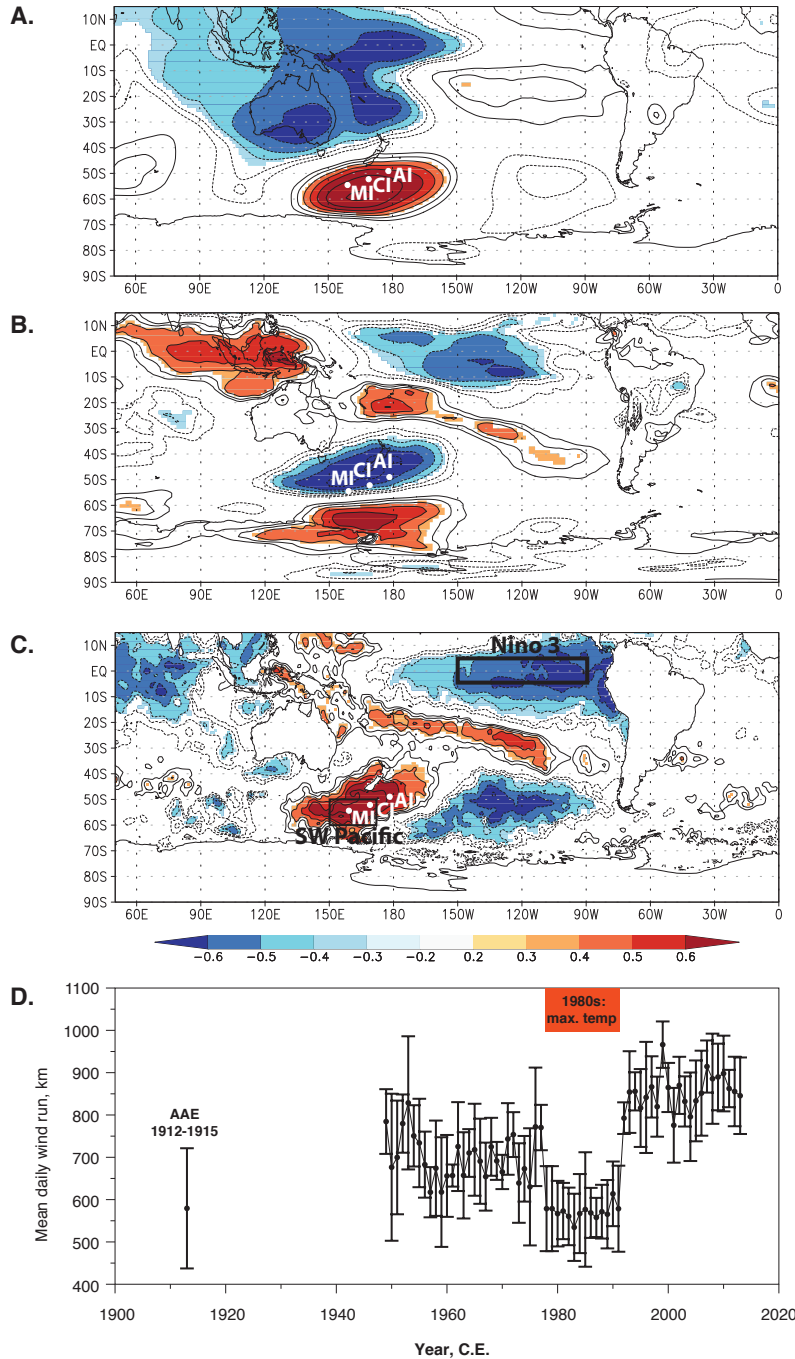 A.
10N
EQ
10S
20S
30S
40S
50S
60S
70S
80S
90S
MI CI AI
60E 90E 120E 150E 180 150W 120W 90W 60W 30W 0
B.
10N
EQ
10S
20S
30S
40S
50S
60S
70S
80S
90S
MI CI AI
60E 90E 120E 150E 180 150W 120W 90W 60W 30W 0
C.
10N
EQ
10S
20S
30S
40S
50S
60S
70S
80S
90S
Nino 3
MI CI AI
SW Pacific
60E 90E 120E 150E 180 150W 120W 90W 60W 30W 0
-0.6 -0.5 -0.4 -0.3 -0.2 0.2 0.3 0.4 0.5 0.6
D.
Mean daily wind run, km
1100
1000
900
800
700
600
500
400
1980s:
max. temp
AAE
1912-1915
1900 1920 1940 1960 1980 2000 2020
Year, C.E.